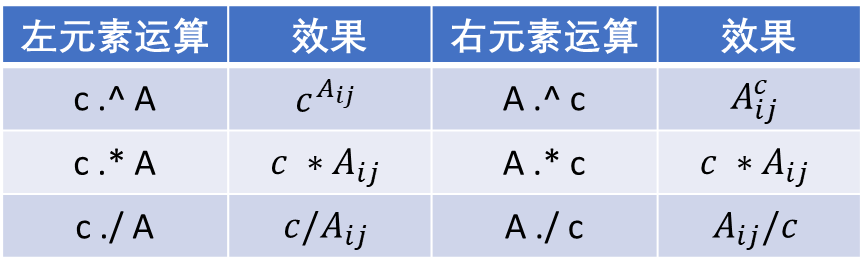 左元素运算 效果 右元素运算 效果
c .^ A $c^{A_{ij}}$ A .^ c $A_{ij}^{c}$
c .* A $c * A_{ij}$ A .* c $c * A_{ij}$
c ./ A $c/A_{ij}$ A ./ c $A_{ij}/c$